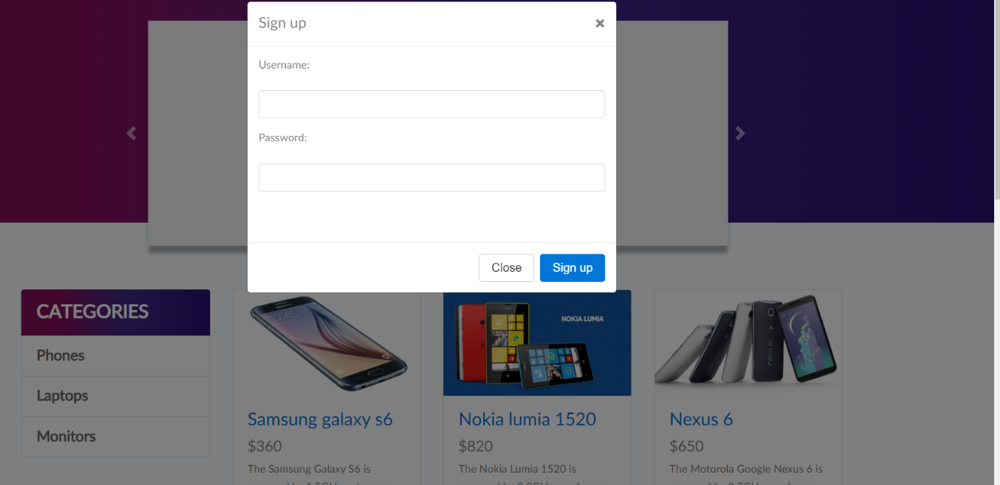 Sign up
×
Username:
Password:
Close
Sign up
CATEGORIES
Phones
Laptops
Monitors
12:45
Samsung galaxy s6
$360
The Samsung Galaxy S6 is
NOKIA LUMIA
Nokia lumia 1520
$820
The Nokia Lumia 1520 is
Nexus 6
$650
The Motorola Google Nexus 6 is